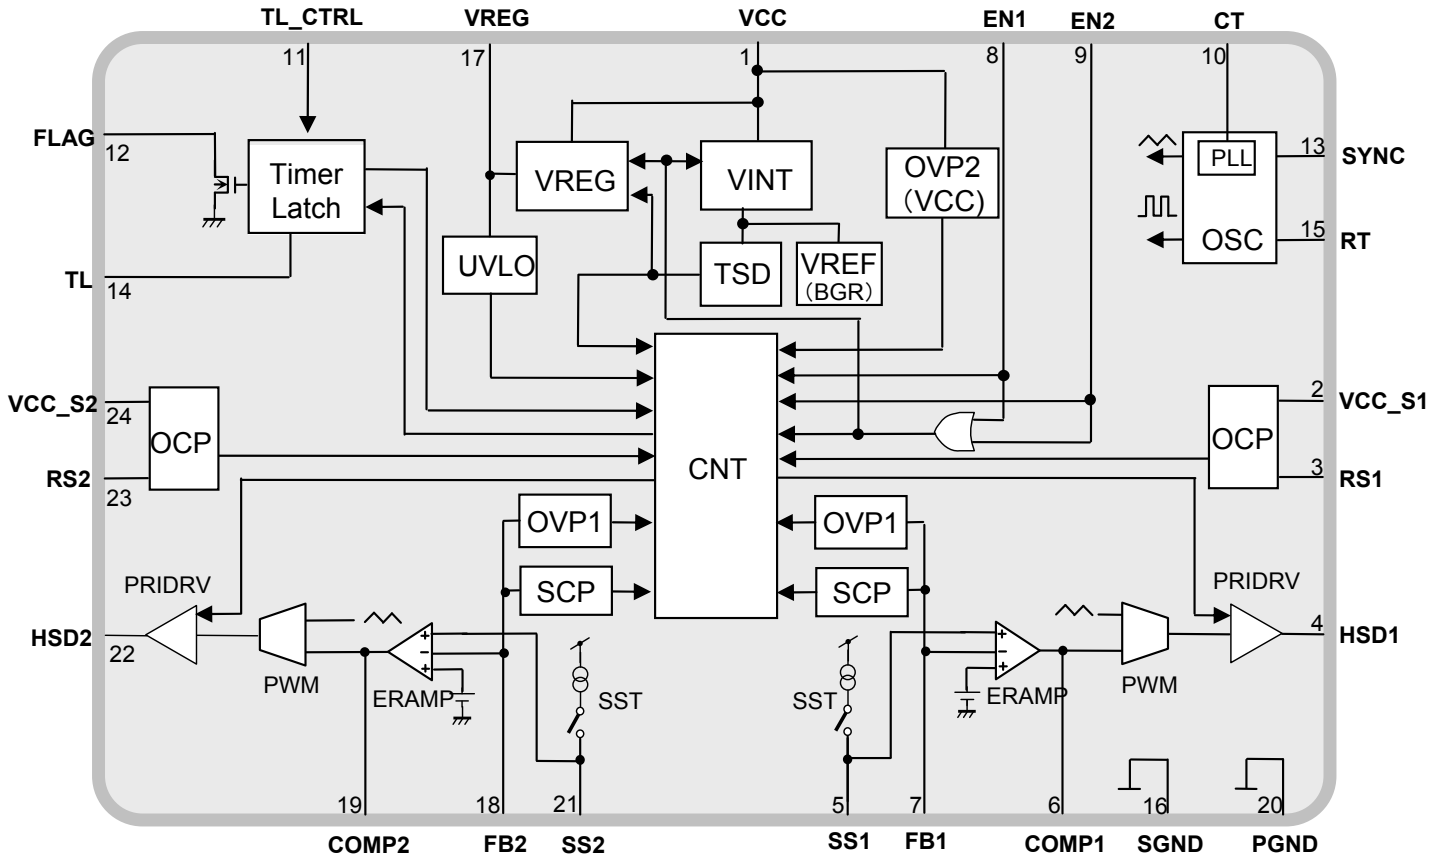 TL_CTRL VREG VCC EN1 EN2 CT
11 17 1 8 9 10
FLAG
12
Timer
Latch
VREG
VINT
OVP2
(VCC)
PLL
OSC
13 SYNC
15 RT
TL
14
UVLO
TSD
VREF
(BGR)
VCC_S2
24
OCP
RS2
23
CNT
OCP
2 VCC_S1
3 RS1
OVP1
OVP1
SCP
SCP
PRIDRV
PRIDRV
HSD2
22
PWM
ERAMP
SST
SST
ERAMP
PWM
4 HSD1
19 18 21 5 7 6 16 20
COMP2 FB2 SS2 SS1 FB1 COMP1 SGND PGND